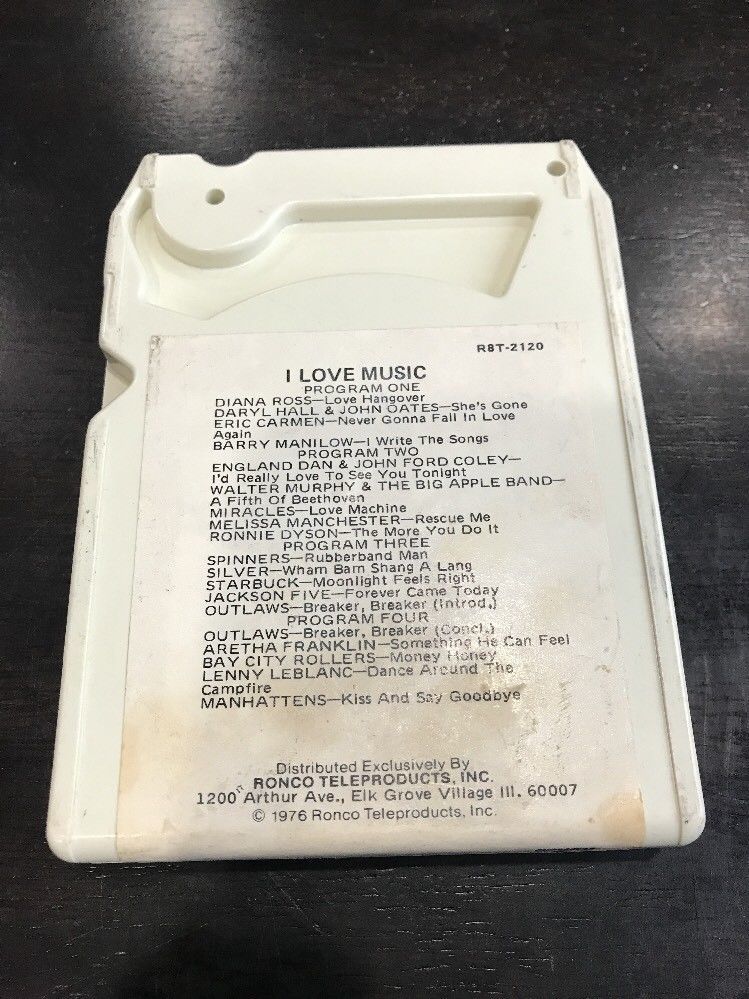 R8T-2120
I LOVE MUSIC
PROGRAM ONE
DIANA ROSS—Love Hangover
DARYL HALL & JOHN OATES—She's Gone
ERIC CARMEN—Never Gonna Fall In Love
Again
BARRY MANILOW—I Write The Songs
PROGRAM TWO
ENGLAND DAN & JOHN FORD COLEY—
I'd Really Love To See You Tonight
WALTER MURPHY & THE BIG APPLE BAND—
A Fifth Of Beethoven
MIRACLES—Love Machine
MELISSA MANCHESTER—Rescue Me
RONNIE DYSON—The More You Do It
PROGRAM THREE
SPINNERS—Rubberband Man
SILVER—Wham Bam Shang A Lang
STARBUCK—Moonlight Feels Right
JACKSON FIVE—Forever Came Today
OUTLAWS—Breaker, Breaker (Introd.)
PROGRAM FOUR
OUTLAWS—Breaker, Breaker (Concl.)
ARETHA FRANKLIN—Something He Can Feel
BAY CITY ROLLERS—Money Honey
LENNY LEBLANC—Dance Around The
Campfire
MANHATTENS—Kiss And Say Goodbye
Distributed Exclusively By
RONCO TELEPRODUCTS, INC.
1200 Arthur Ave., Elk Grove Village Ill. 60007
© 1976 Ronco Teleproducts, Inc.